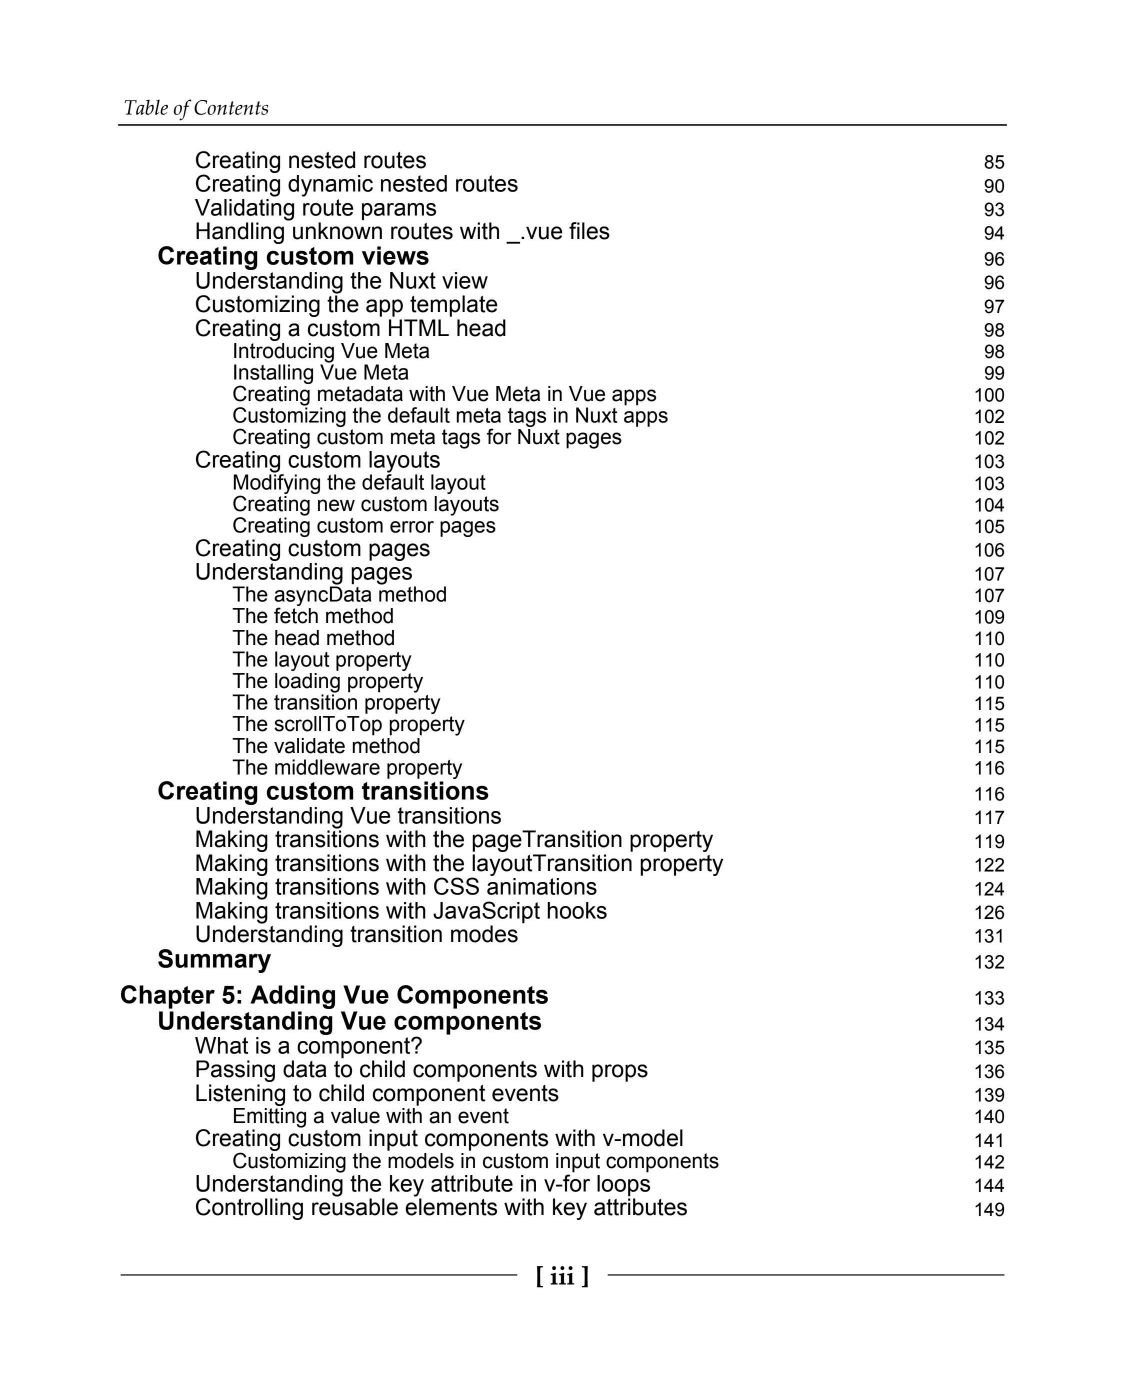 Table of Contents
Creating nested routes 85
Creating dynamic nested routes 90
Validating route params 93
Handling unknown routes with _.vue files 94
Creating custom views 96
Understanding the Nuxt view 96
Customizing the app template 97
Creating a custom HTML head 98
Introducing Vue Meta 98
Installing Vue Meta 99
Creating metadata with Vue Meta in Vue apps 100
Customizing the default meta tags in Nuxt apps 102
Creating custom meta tags for Nuxt pages 102
Creating custom layouts 103
Modifying the default layout 103
Creating new custom layouts 104
Creating custom error pages 105
Creating custom pages 106
Understanding pages 107
The asyncData method 107
The fetch method 109
The head method 110
The layout property 110
The loading property 110
The transition property 115
The scrollToTop property 115
The validate method 115
The middleware property 116
Creating custom transitions 116
Understanding Vue transitions 117
Making transitions with the pageTransition property 119
Making transitions with the layoutTransition property 122
Making transitions with CSS animations 124
Making transitions with JavaScript hooks 126
Understanding transition modes 131
Summary 132
Chapter 5: Adding Vue Components 133
Understanding Vue components 134
What is a component? 135
Passing data to child components with props 136
Listening to child component events 139
Emitting a value with an event 140
Creating custom input components with v-model 141
Customizing the models in custom input components 142
Understanding the key attribute in v-for loops 144
Controlling reusable elements with key attributes 149
[ iii ]